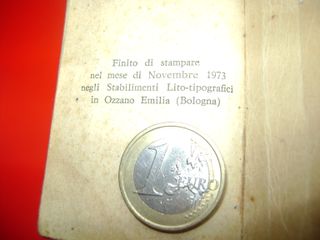 Finito di stampare
nel mese di Novembre 1973
negli Stabilimenti Lito-tipografici
in Ozzano Emilia (Bologna)
1 EURO